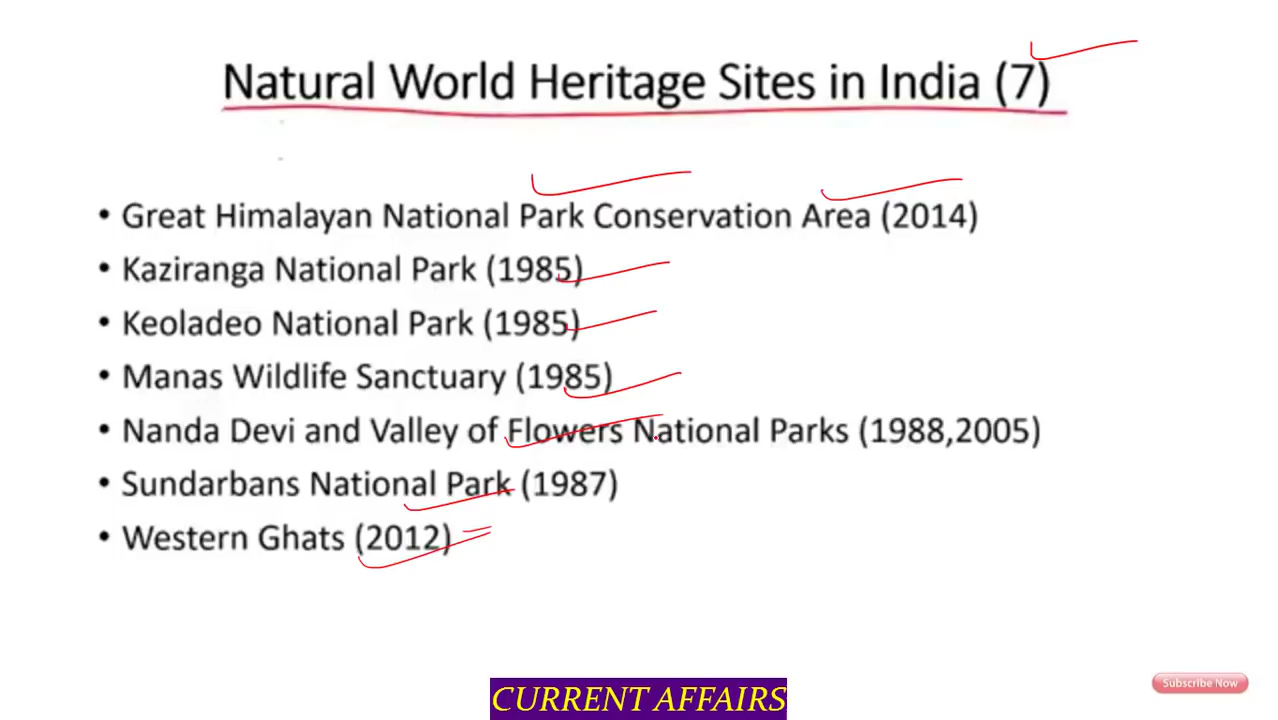 Natural World Heritage Sites in India (7)
• Great Himalayan National Park Conservation Area (2014)
• Kaziranga National Park (1985)
• Keoladeo National Park (1985)
• Manas Wildlife Sanctuary (1985)
• Nanda Devi and Valley of Flowers National Parks (1988,2005)
• Sundarbans National Park (1987)
• Western Ghats (2012)
CURRENT AFFAIRS
Subscribe Now